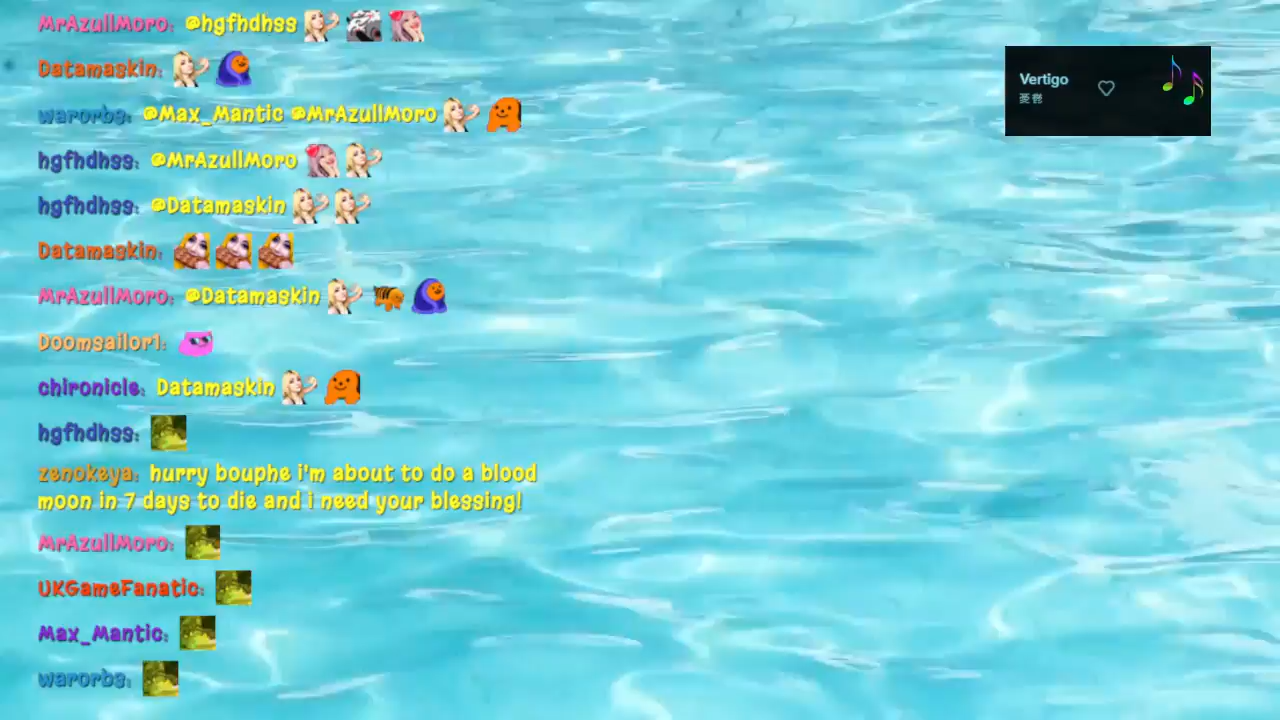 MrAzullMoro: @hgfhdhss
Datamaskin:
warorbs: @Max_Mantic @MrAzullMoro
hgfhdhss: @MrAzullMoro
hgfhdhss: @Datamaskin
Datamaskin:
MrAzullMoro: @Datamaskin
Doomsailor1:
chironicle: Datamaskin
hgfhdhss:
zenokeya: hurry bouphe i'm about to do a blood
moon in 7 days to die and i need your blessing!
MrAzullMoro:
UKGameFanatic:
Max_Mantic:
warorbs:
Vertigo